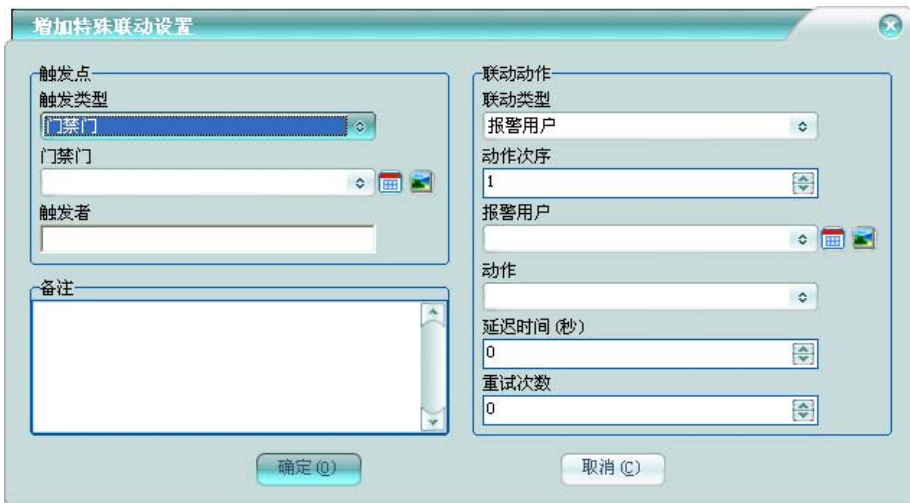 增加特殊联动设置
触发点
触发类型
门禁门
门禁门
触发者
备注
联动动作
联动类型
报警用户
动作次序
1
报警用户
动作
延迟时间(秒)
0
重试次数
0
确定(O)
取消(C)